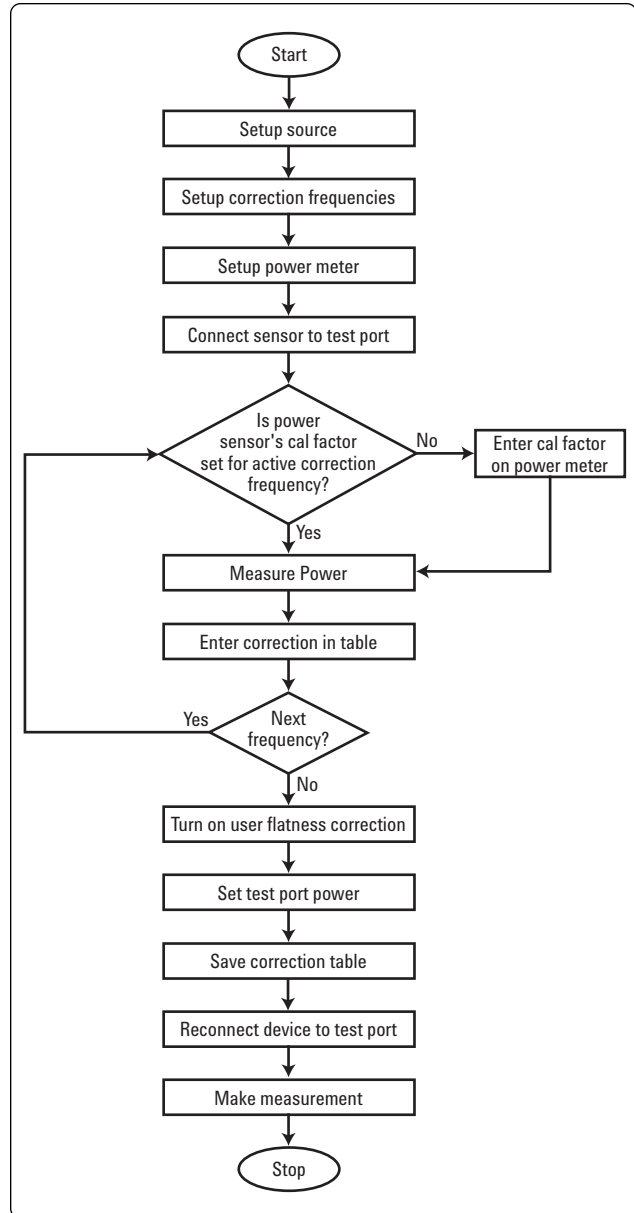 Start
Setup source
Setup correction frequencies
Setup power meter
Connect sensor to test port
Is power
sensor's cal factor
set for active correction
frequency?
No
Enter cal factor
on power meter
Yes
Measure Power
Enter correction in table
Yes
Next
frequency?
No
Turn on user flatness correction
Set test port power
Save correction table
Reconnect device to test port
Make measurement
Stop